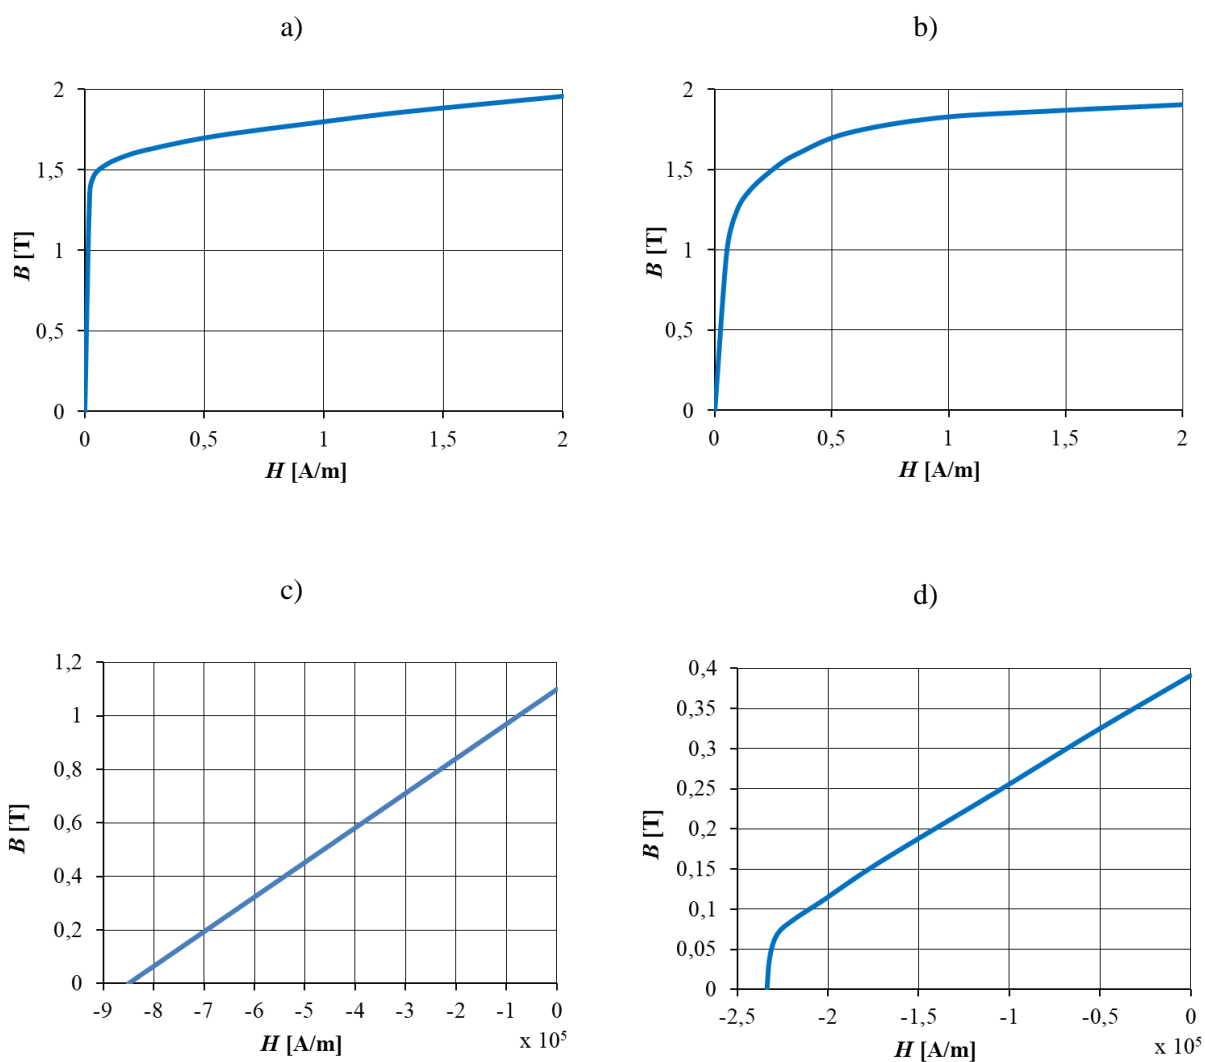 a)
2
1,5
1
0,5
0
B [T]
0 0,5 1 1,5 2
H [A/m]
b)
2
1,5
1
0,5
0
B [T]
0 0,5 1 1,5 2
H [A/m]
c)
1,2
1
0,8
0,6
0,4
0,2
0
B [T]
-9 -8 -7 -6 -5 -4 -3 -2 -1 0
H [A/m]
x 10⁵
d)
0,4
0,35
0,3
0,25
0,2
0,15
0,1
0,05
0
B [T]
-2,5 -2 -1,5 -1 -0,5 0
H [A/m]
x 10⁵